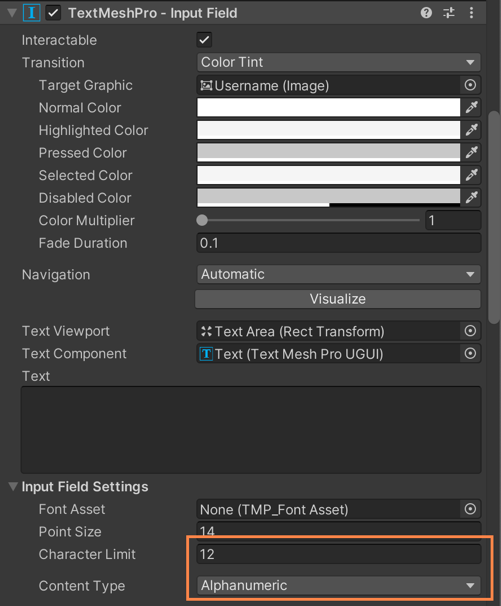 TextMeshPro - Input Field
Interactable
Transition Color Tint
Target Graphic Username (Image)
Normal Color
Highlighted Color
Pressed Color
Selected Color
Disabled Color
Color Multiplier 1
Fade Duration 0.1
Navigation Automatic
Visualize
Text Viewport Text Area (Rect Transform)
Text Component Text (Text Mesh Pro UGUI)
Text
Input Field Settings
Font Asset None (TMP_Font Asset)
Point Size 14
Character Limit 12
Content Type Alphanumeric